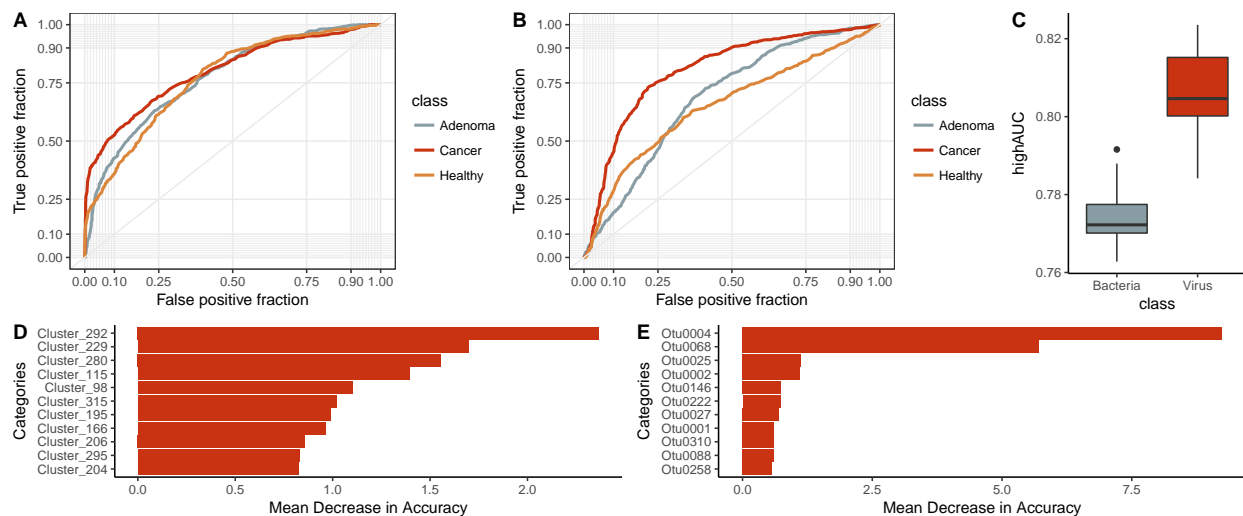 A
1.00
0.90
0.75
0.50
0.25
0.10
0.00
True positive fraction
0.00 0.10 0.25 0.50 0.75 0.90 1.00
False positive fraction
class
Adenoma
Cancer
Healthy
B
1.00
0.90
0.75
0.50
0.25
0.10
0.00
True positive fraction
0.00 0.10 0.25 0.50 0.75 0.90 1.00
False positive fraction
class
Adenoma
Cancer
Healthy
C
0.82
0.80
0.78
0.76
highAUC
Bacteria Virus
class
D
Cluster_292
Cluster_229
Cluster_280
Cluster_115
Cluster_98
Cluster_315
Cluster_195
Cluster_166
Cluster_206
Cluster_295
Cluster_204
Categories
0.0 0.5 1.0 1.5 2.0
Mean Decrease in Accuracy
E
Otu0004
Otu0068
Otu0025
Otu0002
Otu0146
Otu0222
Otu0027
Otu0001
Otu0310
Otu0088
Otu0258
Categories
0.0 2.5 5.0 7.5
Mean Decrease in Accuracy